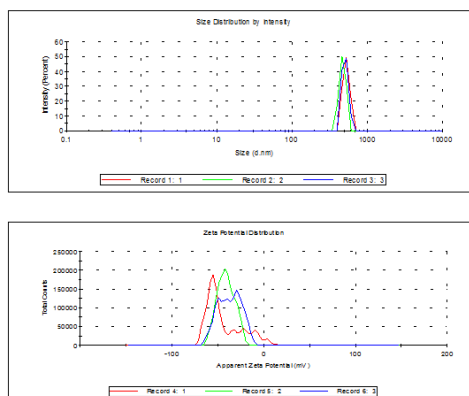 Size Distribution by Intensity
Intensity (Percent)
60
50
40
30
20
10
0
0.1 1 10 100 1000 10000
Size (d.nm)
Record 1: 1 Record 2: 2 Record 3: 3
Zeta Potential Distribution
Total Counts
250000
200000
150000
100000
50000
0
-100 0 100 200
Apparent Zeta Potential (mV)
Record 4: 1 Record 5: 2 Record 6: 3